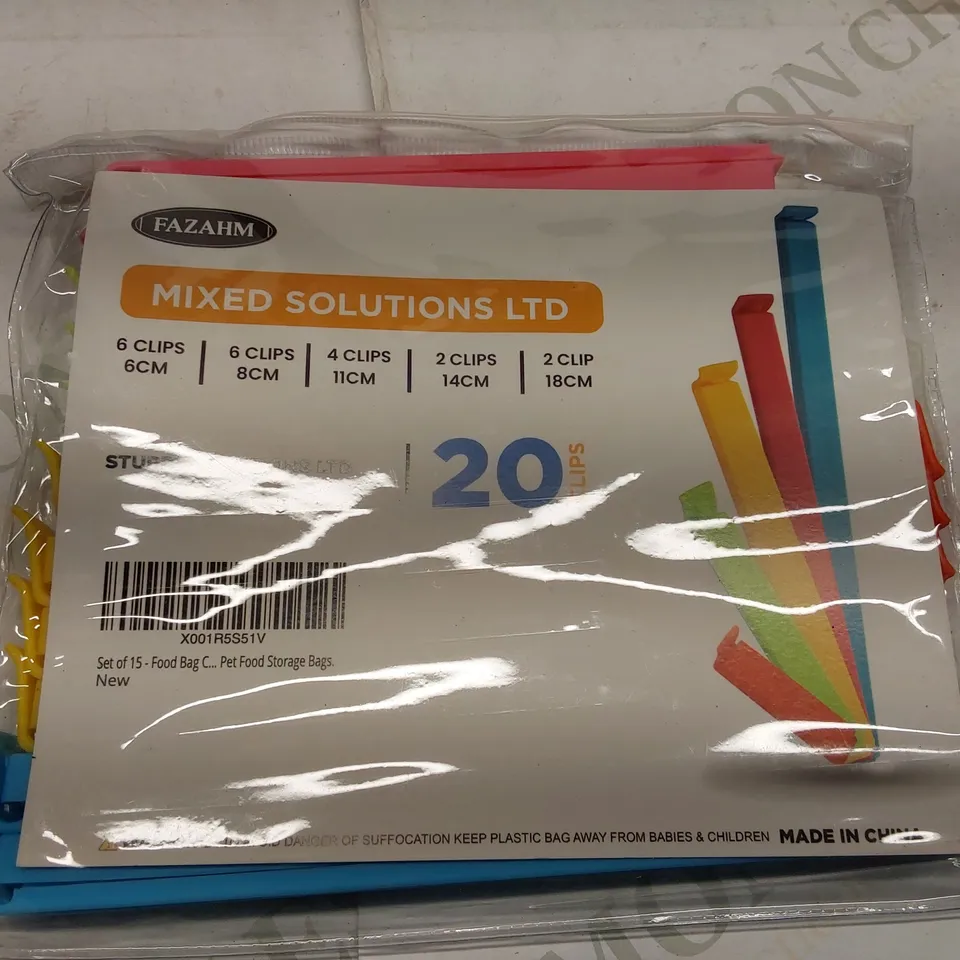 FAZAHM
MIXED SOLUTIONS LTD
6 CLIPS 6CM
6 CLIPS 8CM
4 CLIPS 11CM
2 CLIPS 14CM
2 CLIP 18CM
LTD
20 CLIPS
X001R5S51V
Set of 15 - Food Bag C... Pet Food Storage Bags.
New
DANGER OF SUFFOCATION KEEP PLASTIC BAG AWAY FROM BABIES & CHILDREN MADE IN CHINA